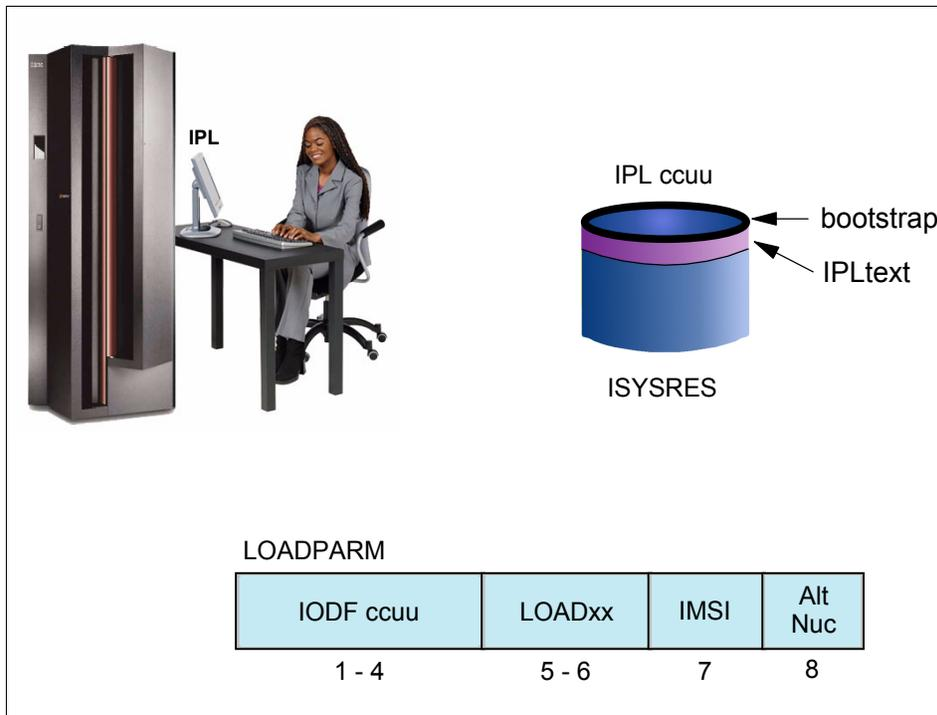 IPL
IPL ccuu
bootstrap
IPLtext
ISYSRES
LOADPARM
IODF ccuu
LOADxx
IMSI
Alt
Nuc
1 - 4
5 - 6
7
8